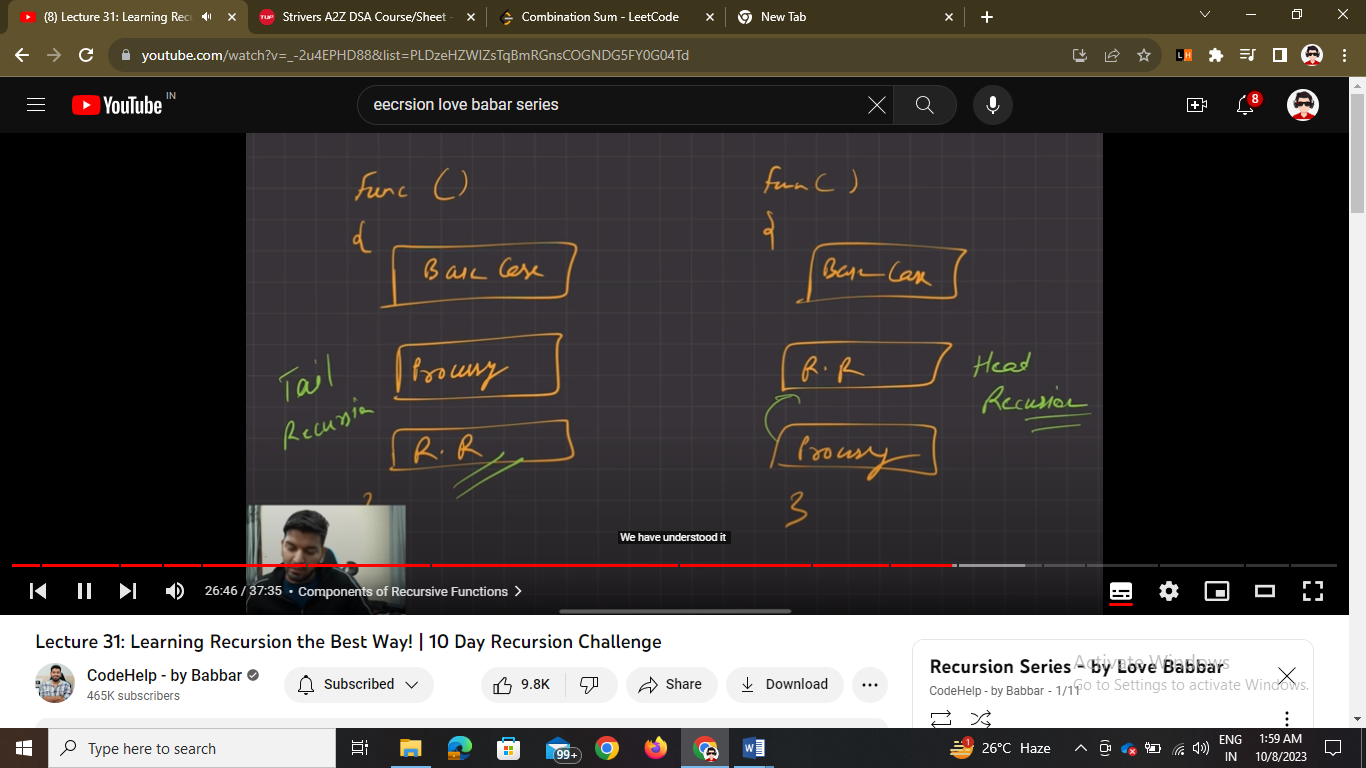 (8) Lecture 31: Learning Recu
Strivers A2Z DSA Course/Sheet -
Combination Sum - LeetCode
New Tab
youtube.com/watch?v=_-2u4EPHD88&list=PLDzeHZWIZsTqBmRGnsCOGNDG5FY0G04Td
YouTube IN
eecrsion love babar series
8
Func ()
{
Base Case
Processing
R.R
Tail
Recursion
}
Func()
{
Base Case
R.R
Processing
}
Head
Recursion
We have understood it
26:46 / 37:35 • Components of Recursive Functions
Lecture 31: Learning Recursion the Best Way! | 10 Day Recursion Challenge
CodeHelp - by Babbar
465K subscribers
Subscribed
9.8K
Share
Download
Recursion Series - by Love Babbar
CodeHelp - by Babbar - 1/11
Activate Windows
Go to Settings to activate Windows.
Type here to search
99+
1
26°C Haze
ENG
IN
1:59 AM
10/8/2023